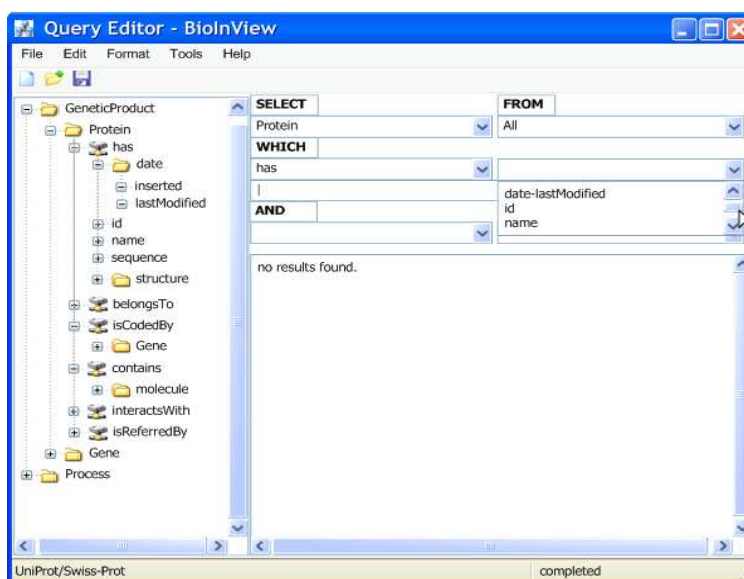 Query Editor - BioInView
File Edit Format Tools Help
GeneticProduct
Protein
has
date
inserted
lastModified
id
name
sequence
structure
belongsTo
isCodedBy
Gene
contains
molecule
interactsWith
isReferredBy
Gene
Process
SELECT FROM
Protein All
WHICH
has
date-lastModified
id
name
AND
no results found.
UniProt/Swiss-Prot completed